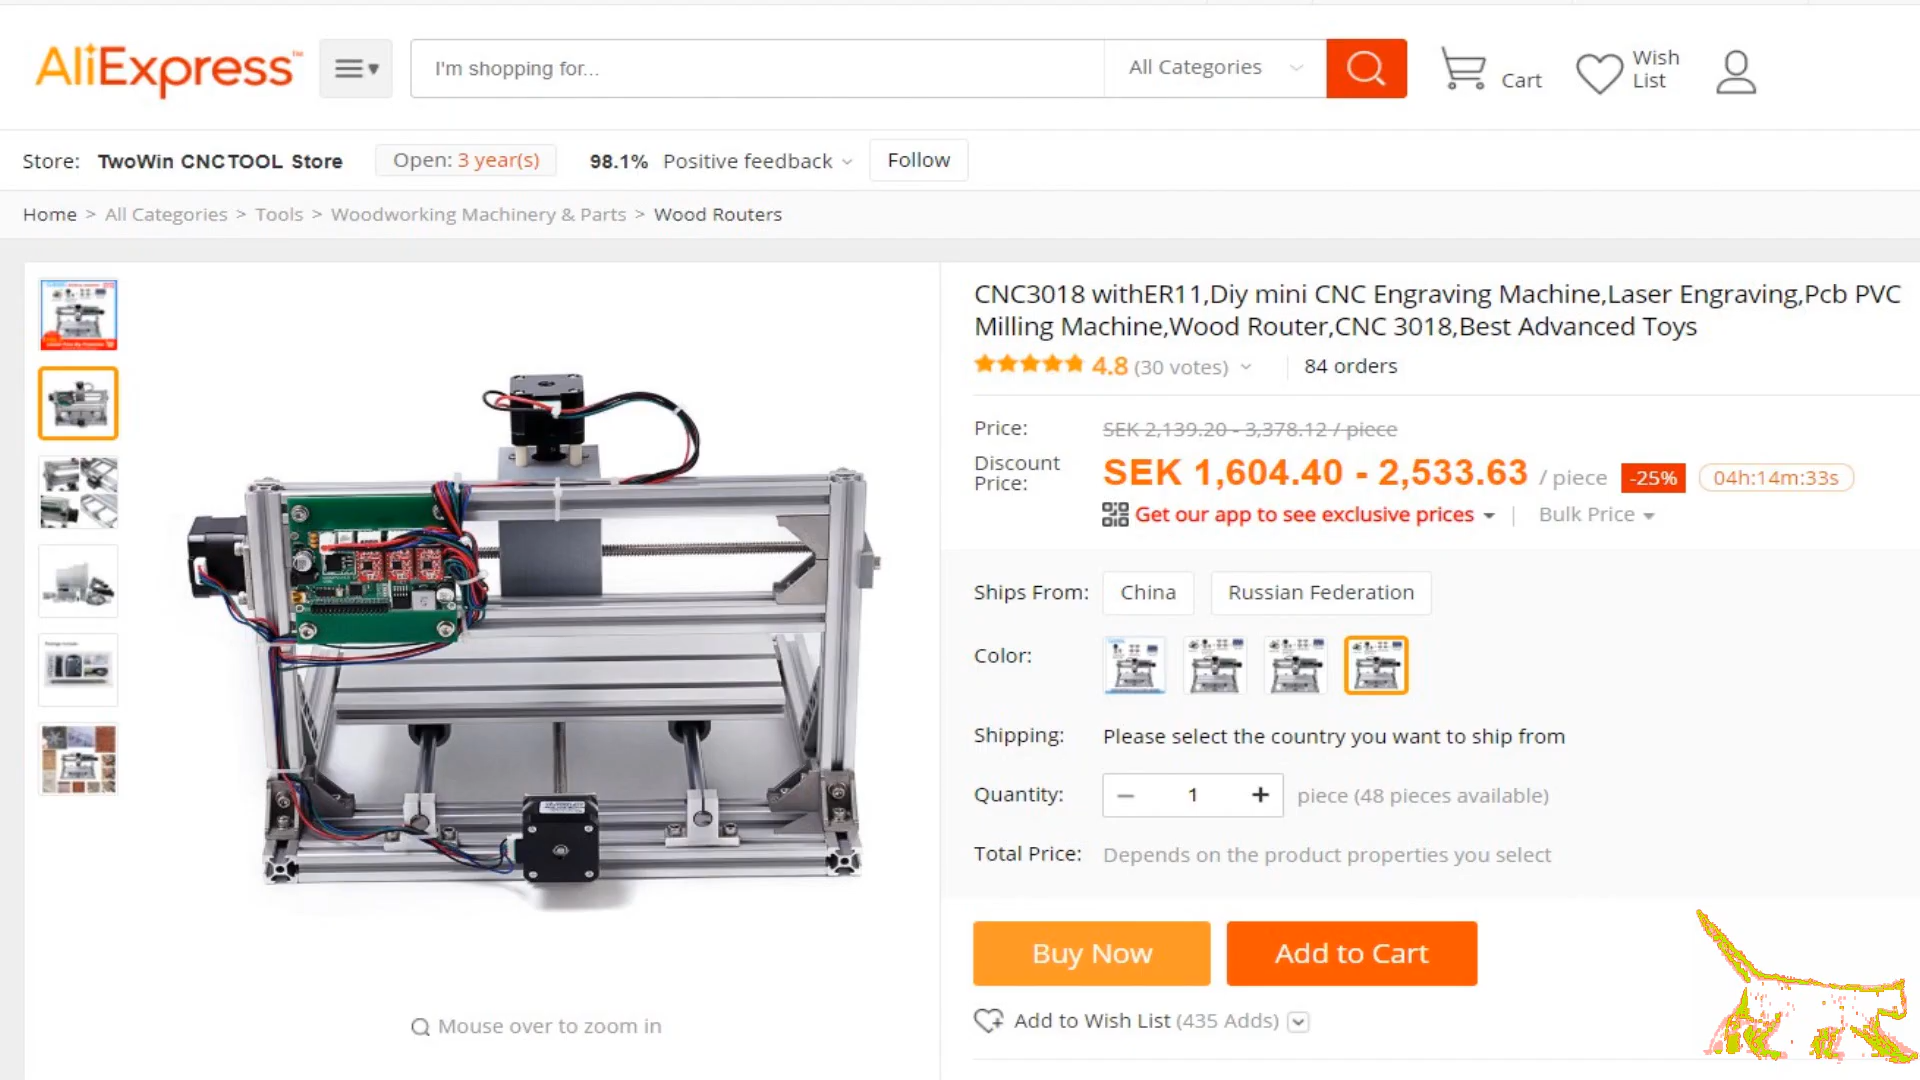 AliExpress™
I'm shopping for...
All Categories
Cart
Wish
List
Store: TwoWin CNCTOOL Store
Open: 3 year(s)
98.1% Positive feedback
Follow
Home > All Categories > Tools > Woodworking Machinery & Parts > Wood Routers
CNC3018 withER11,Diy mini CNC Engraving Machine,Laser Engraving,Pcb PVC
Milling Machine,Wood Router,CNC 3018,Best Advanced Toys
4.8 (30 votes)
84 orders
Price: SEK 2,139.20 - 3,378.12 / piece
Discount
Price:
SEK 1,604.40 - 2,533.63 / piece -25% 04h:14m:33s
Get our app to see exclusive prices | Bulk Price
Ships From: China Russian Federation
Color:
Shipping: Please select the country you want to ship from
Quantity: − 1 + piece (48 pieces available)
Total Price: Depends on the product properties you select
Buy Now
Add to Cart
Add to Wish List (435 Adds)
Mouse over to zoom in